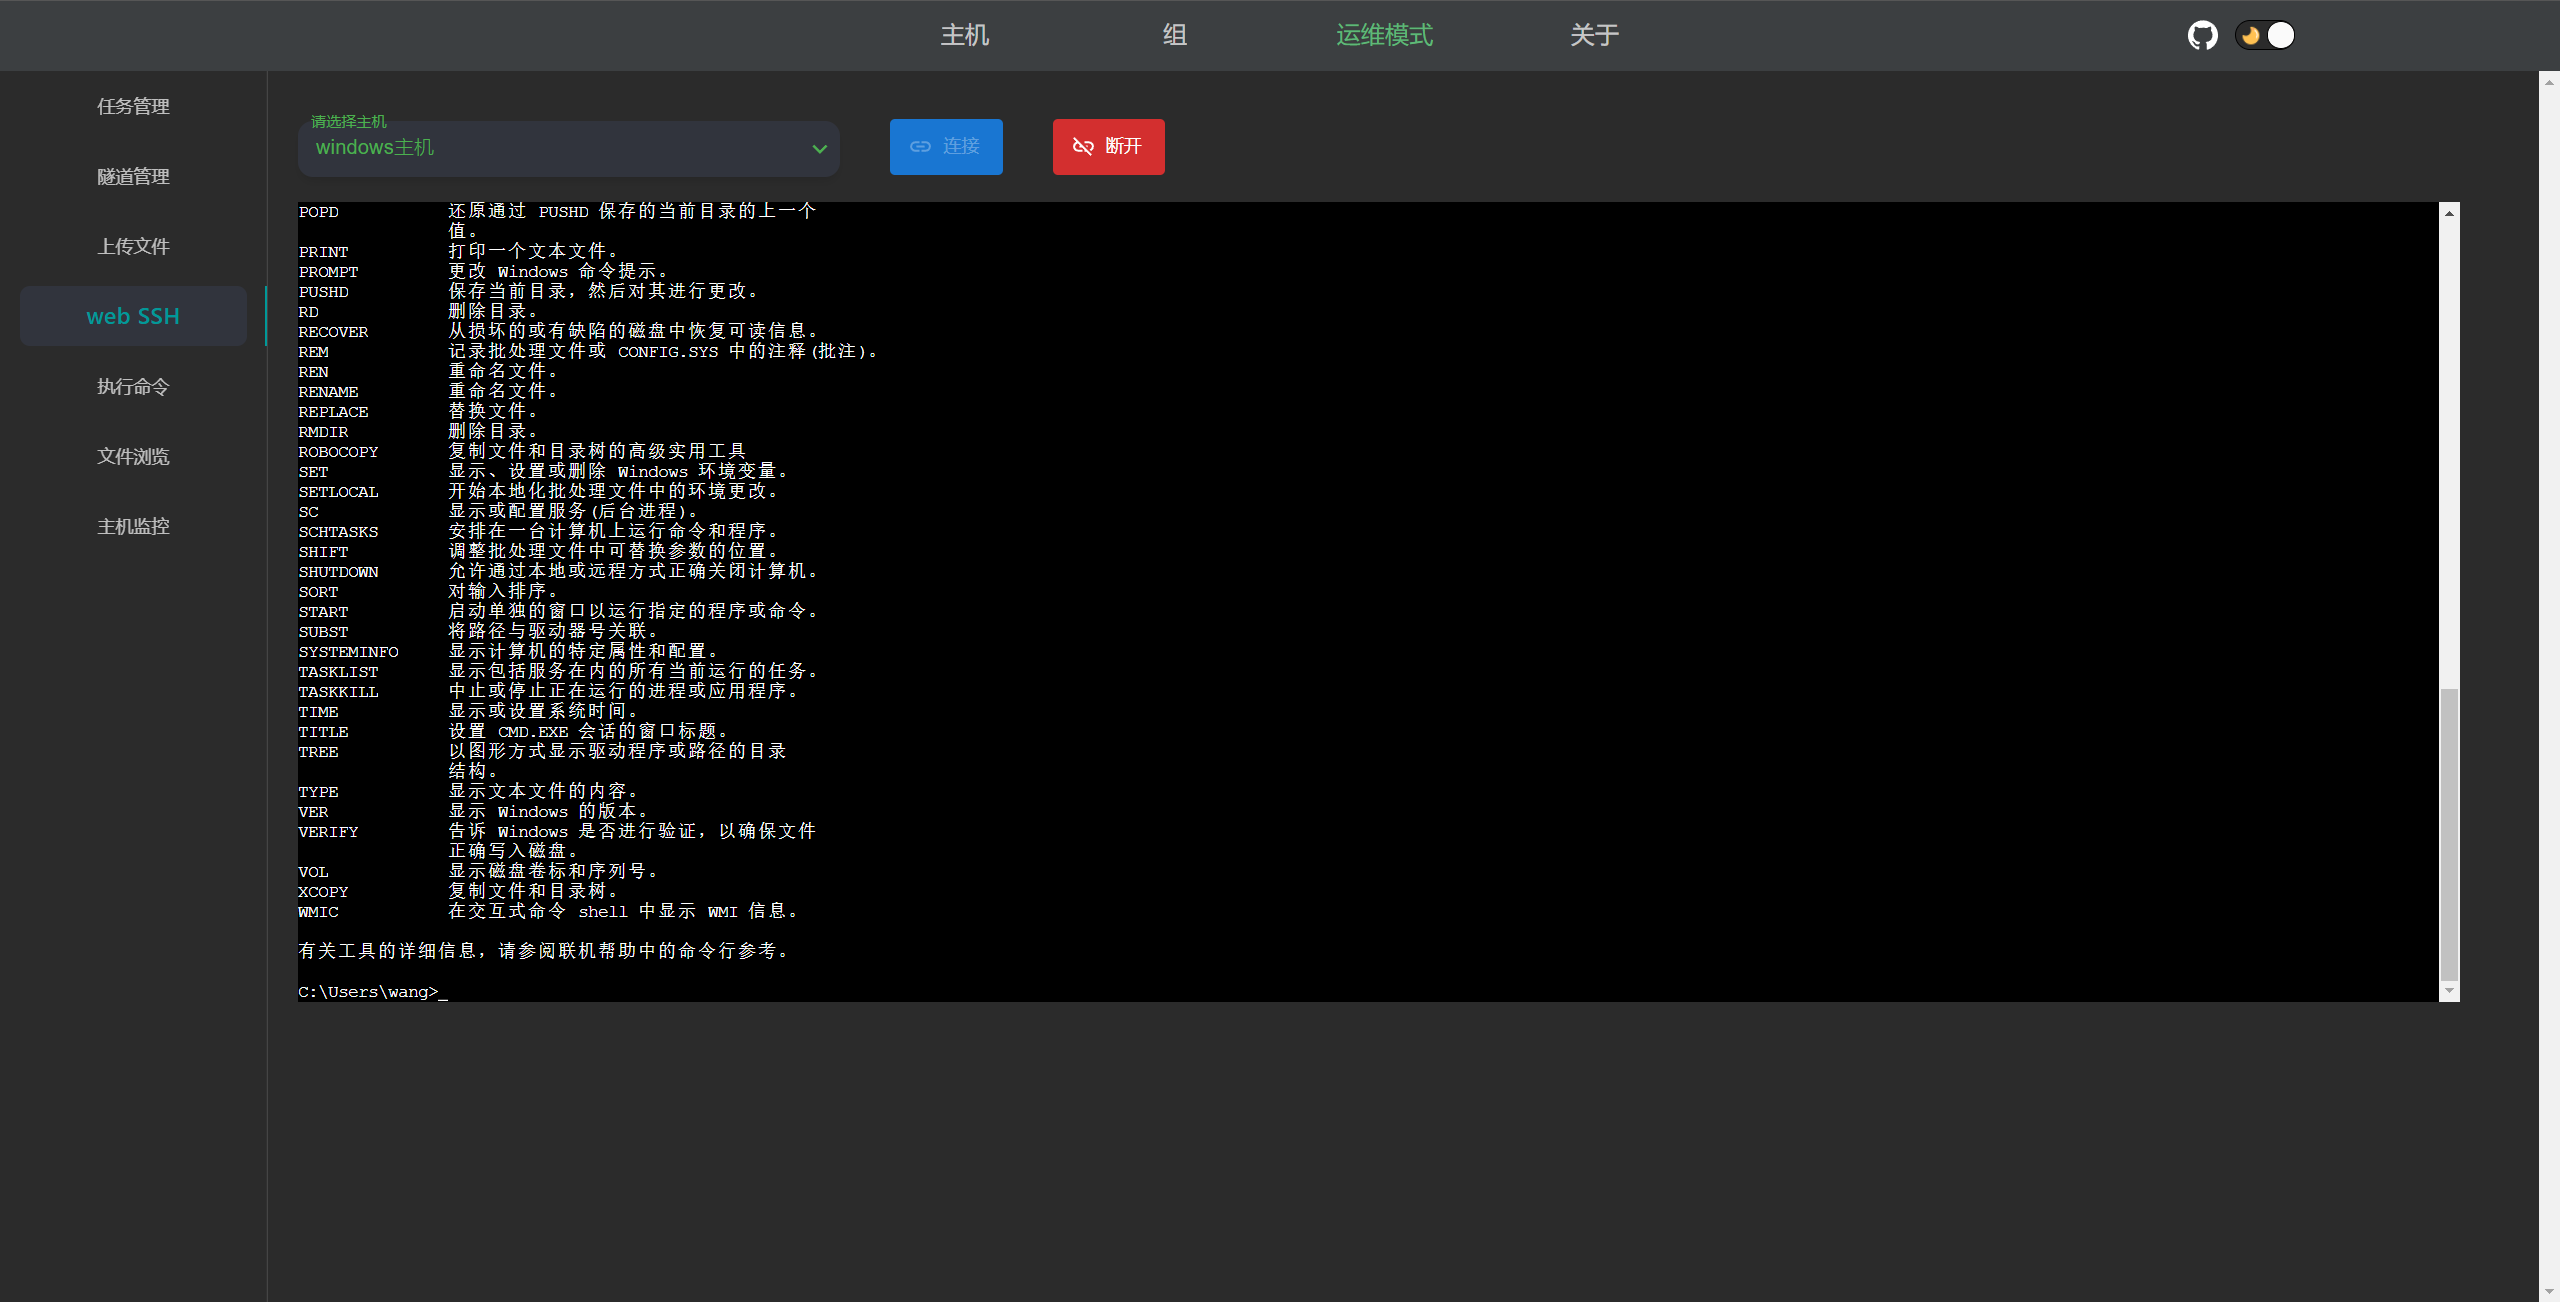 主机 组 运维模式 关于
任务管理
隧道管理
上传文件
web SSH
执行命令
文件浏览
主机监控
请选择主机
windows主机
连接
断开
POPD 还原通过 PUSHD 保存的当前目录的上一个
值。
PRINT 打印一个文本文件。
PROMPT 更改 Windows 命令提示。
PUSHD 保存当前目录，然后对其进行更改。
RD 删除目录。
RECOVER 从损坏的或有缺陷的磁盘中恢复可读信息。
REM 记录批处理文件或 CONFIG.SYS 中的注释(批注)。
REN 重命名文件。
RENAME 重命名文件。
REPLACE 替换文件。
RMDIR 删除目录。
ROBOCOPY 复制文件和目录树的高级实用工具
SET 显示、设置或删除 Windows 环境变量。
SETLOCAL 开始本地化批处理文件中的环境更改。
SC 显示或配置服务(后台进程)。
SCHTASKS 安排在一台计算机上运行命令和程序。
SHIFT 调整批处理文件中可替换参数的位置。
SHUTDOWN 允许通过本地或远程方式正确关闭计算机。
SORT 对输入排序。
START 启动单独的窗口以运行指定的程序或命令。
SUBST 将路径与驱动器号关联。
SYSTEMINFO 显示计算机的特定属性和配置。
TASKLIST 显示包括服务在内的所有当前运行的任务。
TASKKILL 中止或停止正在运行的进程或应用程序。
TIME 显示或设置系统时间。
TITLE 设置 CMD.EXE 会话的窗口标题。
TREE 以图形方式显示驱动程序或路径的目录
结构。
TYPE 显示文本文件的内容。
VER 显示 Windows 的版本。
VERIFY 告诉 Windows 是否进行验证，以确保文件
正确写入磁盘。
VOL 显示磁盘卷标和序列号。
XCOPY 复制文件和目录树。
WMIC 在交互式命令 shell 中显示 WMI 信息。
有关工具的详细信息，请参阅联机帮助中的命令行参考。
C:\Users\wang>_